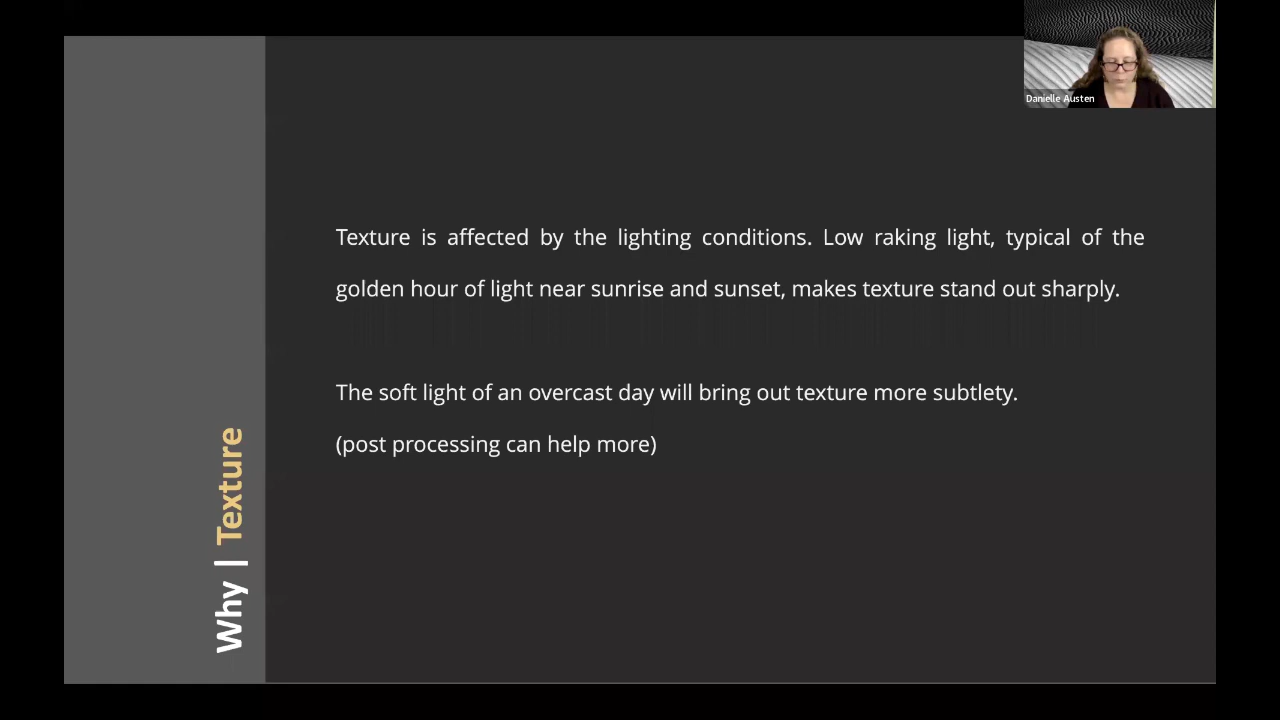 Danielle Austen
Texture is affected by the lighting conditions. Low raking light, typical of the
golden hour of light near sunrise and sunset, makes texture stand out sharply.
The soft light of an overcast day will bring out texture more subtlety.
(post processing can help more)
Why | Texture